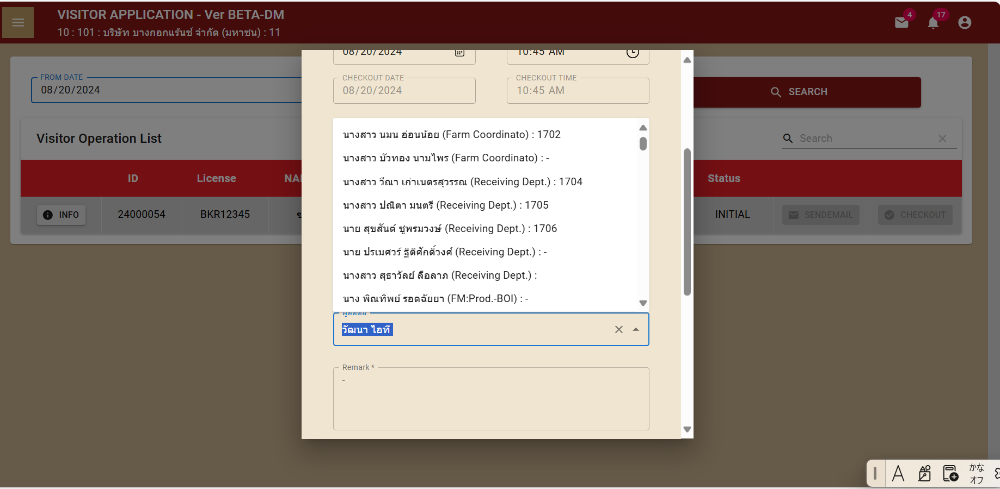 VISITOR APPLICATION - Ver BETA-DM
10 : 101 : บริษัท บางกอกแร้นช์ จำกัด (มหาชน) : 11
4
17
08/20/2024
10:45 AM
FROM DATE
08/20/2024
CHECKOUT DATE
08/20/2024
CHECKOUT TIME
10:45 AM
SEARCH
Visitor Operation List
Search
ID
License
Status
INFO
24000054
BKR12345
INITIAL
SENDEMAIL
CHECKOUT
นางสาว นมน อ่อนน้อย (Farm Coordinato) : 1702
นางสาว บัวทอง นามไพร (Farm Coordinato) : -
นางสาว วีณา เก่าเนตรสุวรรณ (Receiving Dept.) : 1704
นางสาว ปณิตา มนตรี (Receiving Dept.) : 1705
นาย สุขสันต์ ชูพรมวงษ์ (Receiving Dept.) : 1706
นาย ปรเมศวร์ ฐิติศักดิ์วงศ์ (Receiving Dept.) : -
นางสาว สุธาวัลย์ ลือลาภ (Receiving Dept.) :
นาง พิณทิพย์ รอดฉัยยา (FM:Prod.-BOI) : -
วัฒนา ไอที
Remark *
-
A
かな
オフ